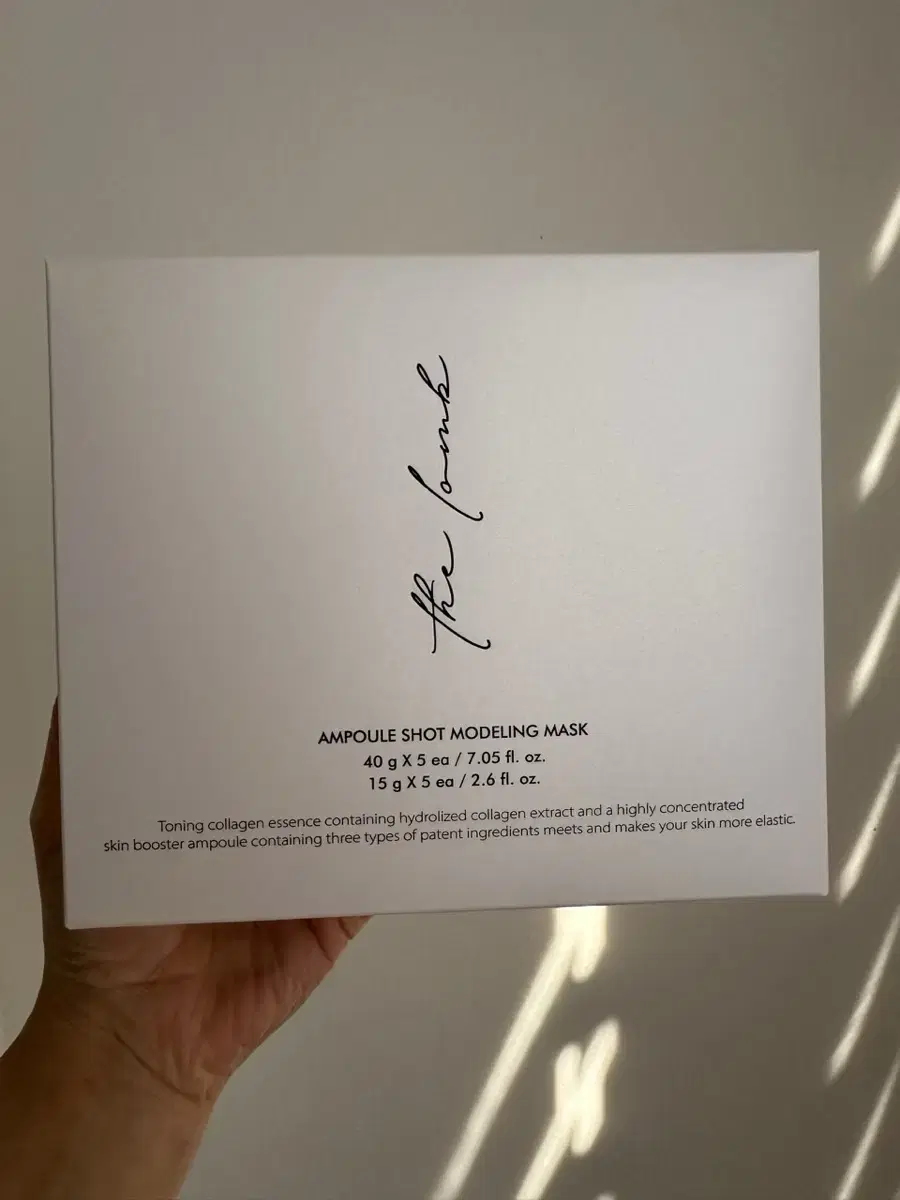 the lomk
AMPOULE SHOT MODELING MASK
40 g X 5 ea / 7.05 fl. oz.
15 g X 5 ea / 2.6 fl. oz.
Toning collagen essence containing hydrolized collagen extract and a highly concentrated
skin booster ampoule containing three types of patent ingredients meets and makes your skin more elastic.